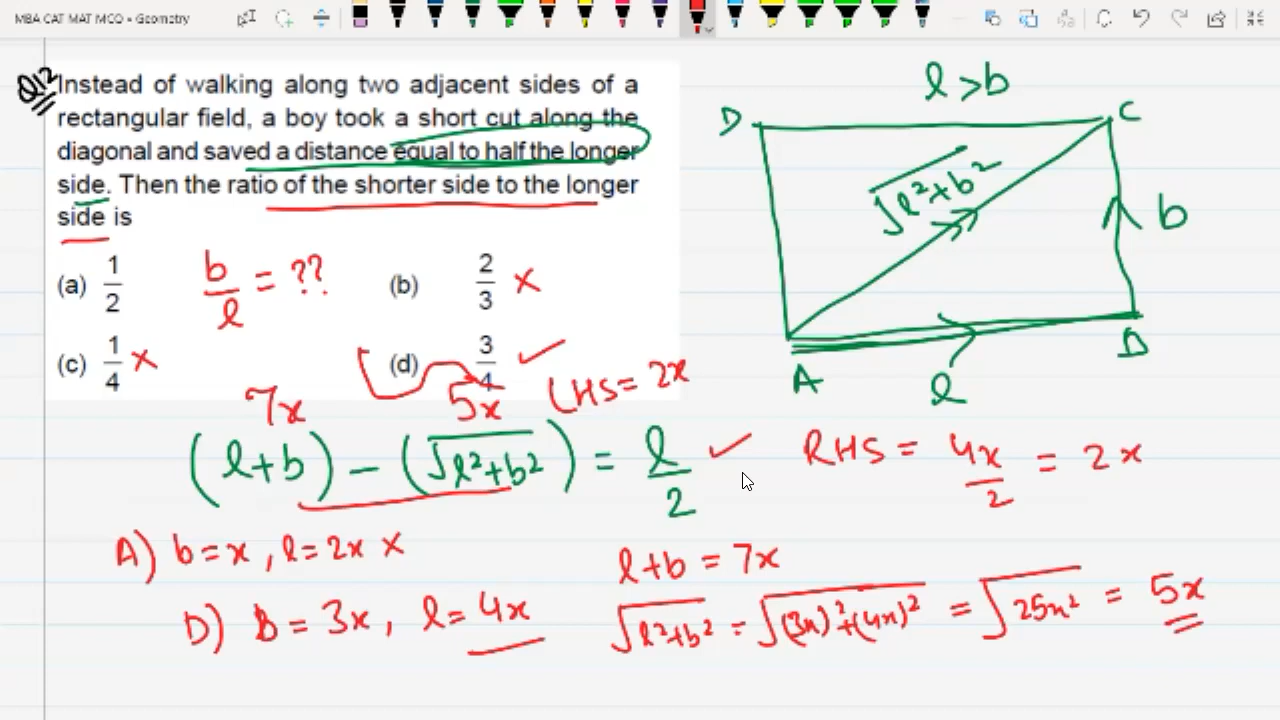 MBA CAT MAT MCQ - Geometry
Q12
Instead of walking along two adjacent sides of a
rectangular field, a boy took a short cut along the
diagonal and saved a distance equal to half the longer
side. Then the ratio of the shorter side to the longer
side is
(a) 1/2
b/l = ??
(b) 2/3 ×
(c) 1/4 ×
(d) 3/4 ✓
l > b
D
C
√l²+b²
b
A
D
l
7x
5x
LHS = 2x
(l+b) − (√l²+b²) = l/2 ✓
RHS = 4x/2 = 2x
A) b = x, l = 2x ×
l+b = 7x
D) b = 3x, l = 4x
√l²+b² = √(3x)²+(4x)² = √25x² = 5x